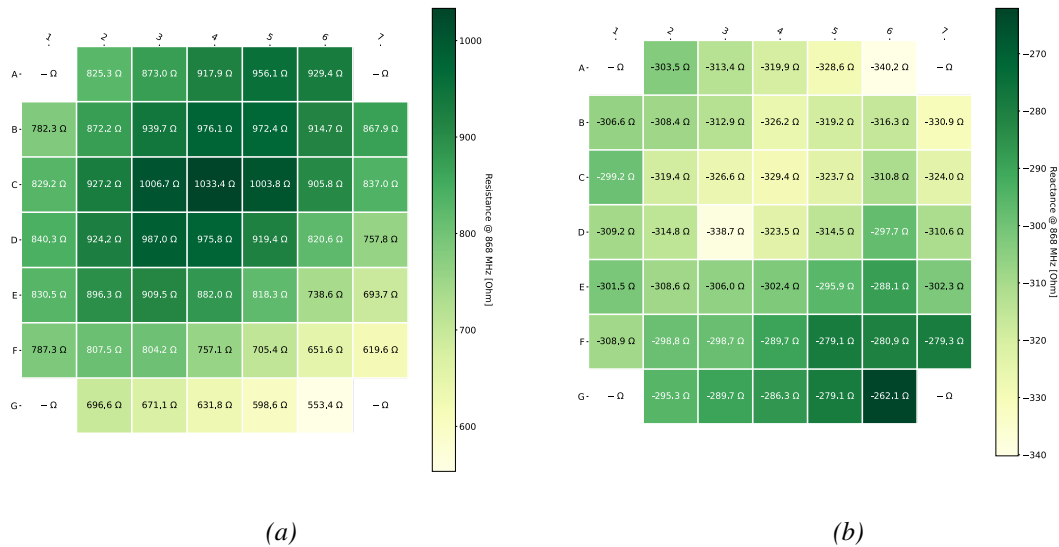 1 2 3 4 5 6 7
A – Ω 825,3 Ω 873,0 Ω 917,9 Ω 956,1 Ω 929,4 Ω – Ω
B 782,3 Ω 872,2 Ω 939,7 Ω 976,1 Ω 972,4 Ω 914,7 Ω 867,9 Ω
C 829,2 Ω 927,2 Ω 1006,7 Ω 1033,4 Ω 1003,8 Ω 905,8 Ω 837,0 Ω
D 840,3 Ω 924,2 Ω 987,0 Ω 975,8 Ω 919,4 Ω 820,6 Ω 757,8 Ω
E 830,5 Ω 896,3 Ω 909,5 Ω 882,0 Ω 818,3 Ω 738,6 Ω 693,7 Ω
F 787,3 Ω 807,5 Ω 804,2 Ω 757,1 Ω 705,4 Ω 651,6 Ω 619,6 Ω
G – Ω 696,6 Ω 671,1 Ω 631,8 Ω 598,6 Ω 553,4 Ω – Ω
1000
900
800
700
600
Resistance @ 868 MHz [Ohm]
(a)
1 2 3 4 5 6 7
A – Ω -303,5 Ω -313,4 Ω -319,9 Ω -328,6 Ω -340,2 Ω – Ω
B -306,6 Ω -308,4 Ω -312,9 Ω -326,2 Ω -319,2 Ω -316,3 Ω -330,9 Ω
C -299,2 Ω -319,4 Ω -326,6 Ω -329,4 Ω -323,7 Ω -310,8 Ω -324,0 Ω
D -309,2 Ω -314,8 Ω -338,7 Ω -323,5 Ω -314,5 Ω -297,7 Ω -310,6 Ω
E -301,5 Ω -308,6 Ω -306,0 Ω -302,4 Ω -295,9 Ω -288,1 Ω -302,3 Ω
F -308,9 Ω -298,8 Ω -298,7 Ω -289,7 Ω -279,1 Ω -280,9 Ω -279,3 Ω
G – Ω -295,3 Ω -289,7 Ω -286,3 Ω -279,1 Ω -262,1 Ω – Ω
−270
−280
−290
−300
−310
−320
−330
−340
Reactance @ 868 MHz [Ohm]
(b)